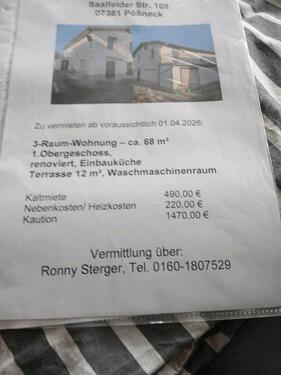 Saalfelder Str. 108
07381 Pößneck
Zu vermieten ab voraussichtlich 01.04.2026:
3-Raum-Wohnung – ca. 68 m²
1.Obergeschoss,
renoviert, Einbauküche
Terrasse 12 m², Waschmaschinenraum
Kaltmiete 490,00 €
Nebenkosten/ Heizkosten 220,00 €
Kaution 1470,00 €
Vermittlung über:
Ronny Sterger, Tel. 0160-1807529